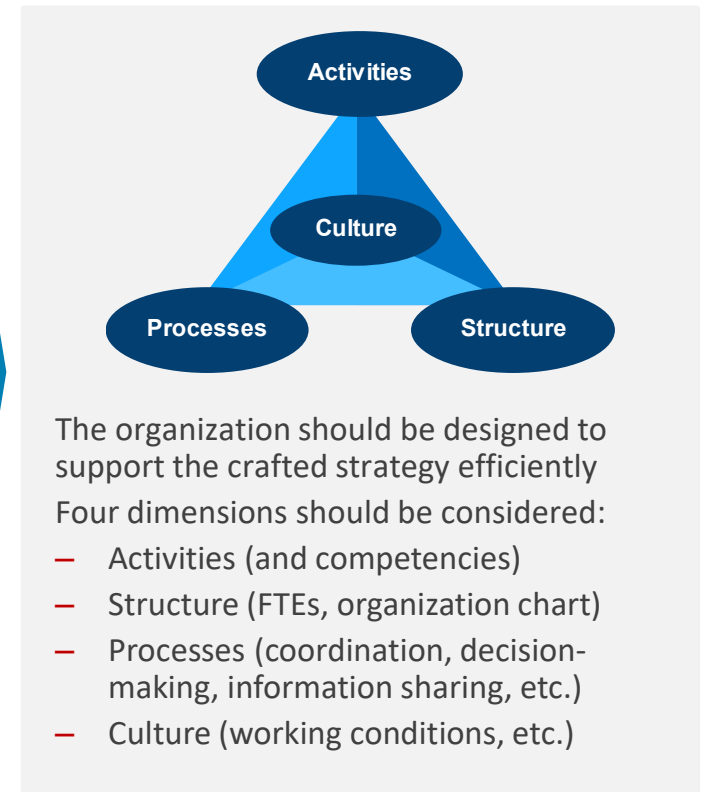 Activities
Culture
Processes
Structure
The organization should be designed to
support the crafted strategy efficiently
Four dimensions should be considered:
– Activities (and competencies)
– Structure (FTEs, organization chart)
– Processes (coordination, decision-
making, information sharing, etc.)
– Culture (working conditions, etc.)